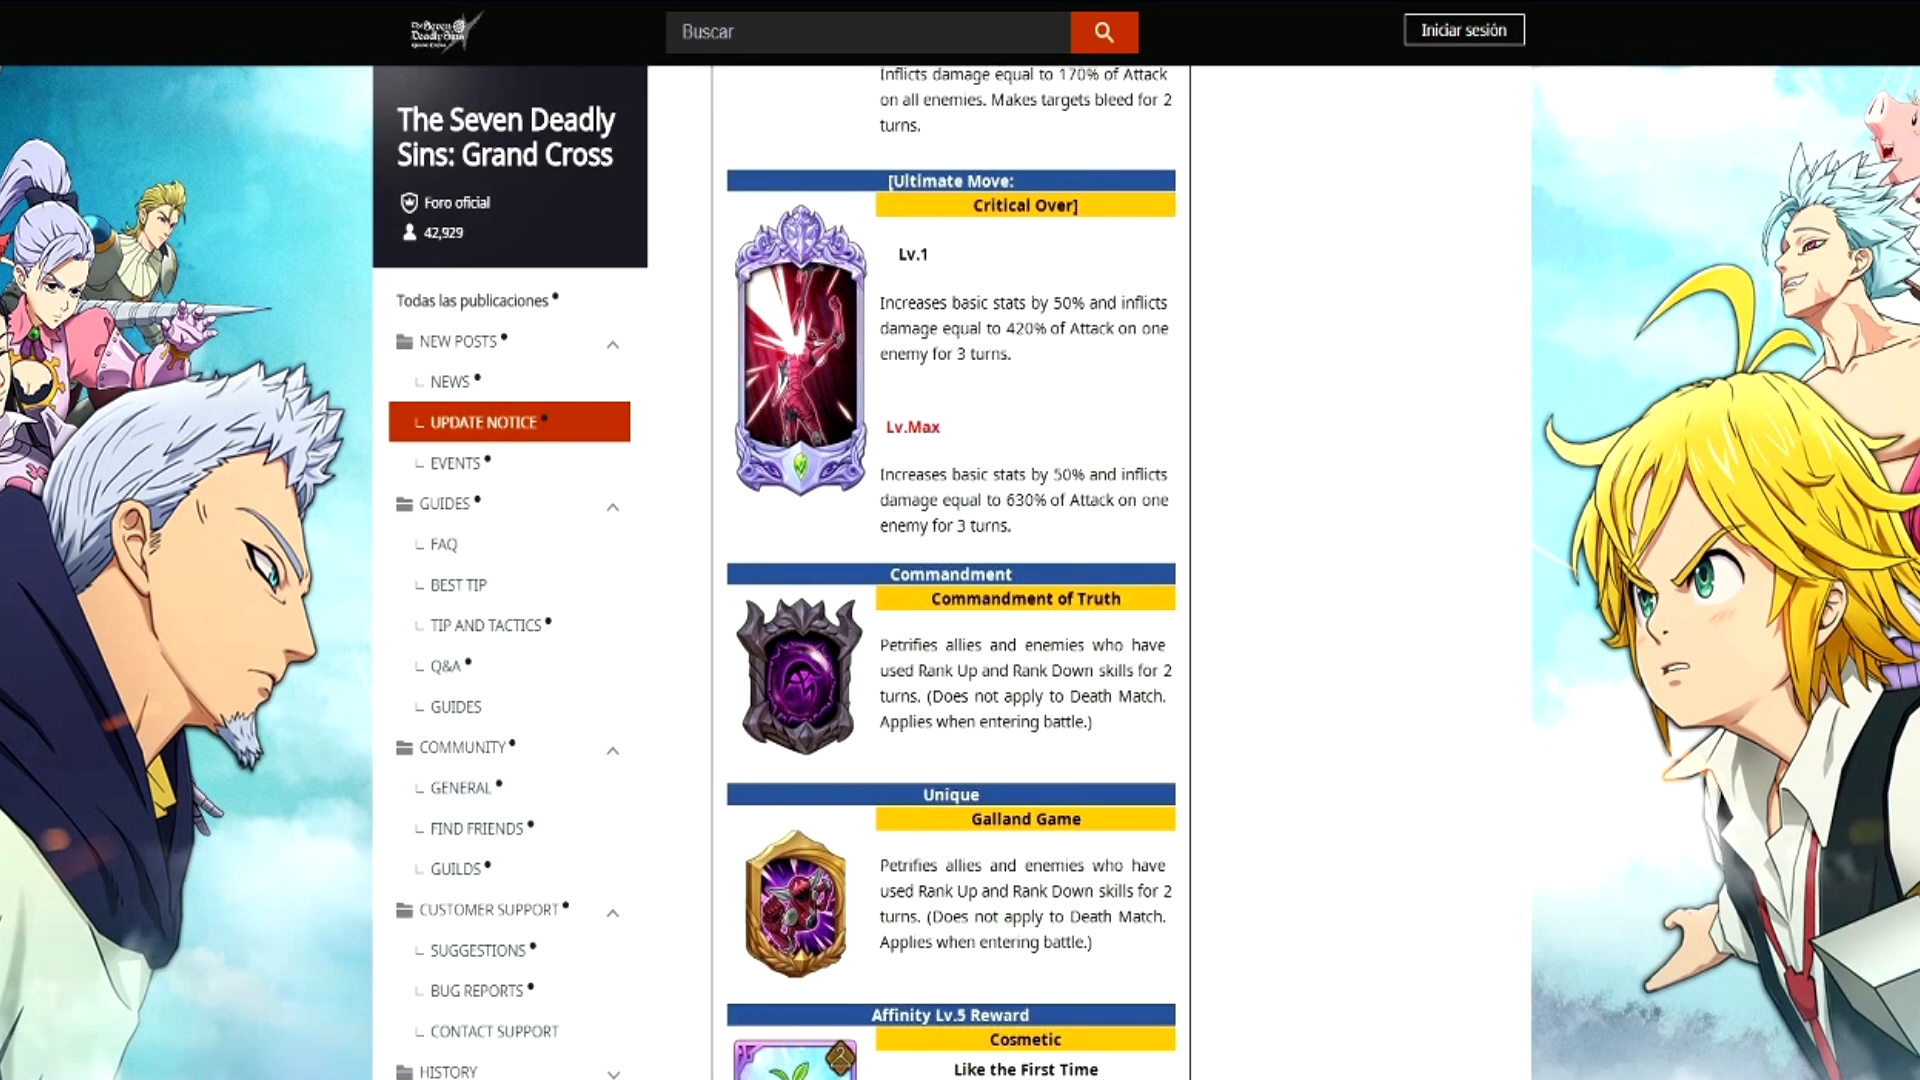 The Seven
Deadly Sins
Buscar
Iniciar sesión
The Seven Deadly
Sins: Grand Cross
Foro oficial
42,929
Todas las publicaciones
NEW POSTS
NEWS
UPDATE NOTICE
EVENTS
GUIDES
FAQ
BEST TIP
TIP AND TACTICS
Q&A
GUIDES
COMMUNITY
GENERAL
FIND FRIENDS
GUILDS
CUSTOMER SUPPORT
SUGGESTIONS
BUG REPORTS
CONTACT SUPPORT
HISTORY
Inflicts damage equal to 170% of Attack
on all enemies. Makes targets bleed for 2
turns.
[Ultimate Move:
Critical Over]
Lv.1
Increases basic stats by 50% and inflicts
damage equal to 420% of Attack on one
enemy for 3 turns.
Lv.Max
Increases basic stats by 50% and inflicts
damage equal to 630% of Attack on one
enemy for 3 turns.
Commandment
Commandment of Truth
Petrifies allies and enemies who have
used Rank Up and Rank Down skills for 2
turns. (Does not apply to Death Match.
Applies when entering battle.)
Unique
Galland Game
Petrifies allies and enemies who have
used Rank Up and Rank Down skills for 2
turns. (Does not apply to Death Match.
Applies when entering battle.)
Affinity Lv.5 Reward
Cosmetic
Like the First Time